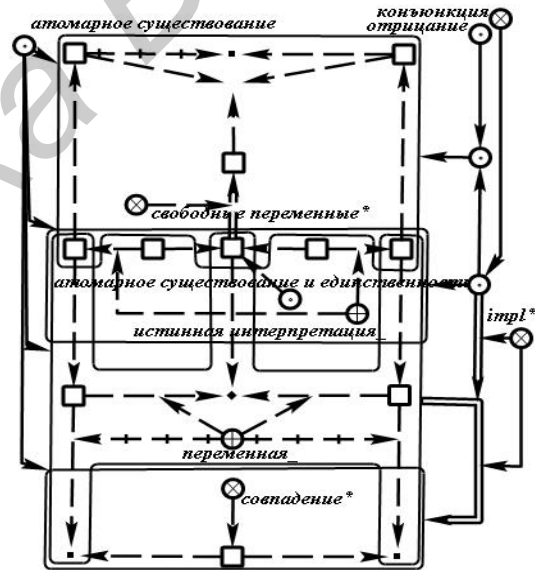 конъюнкция
атомарное существование
отрицание
свободные переменные*
атомарное существование и единственность
impl*
истинная интерпретация_
переменная_
совпадение*